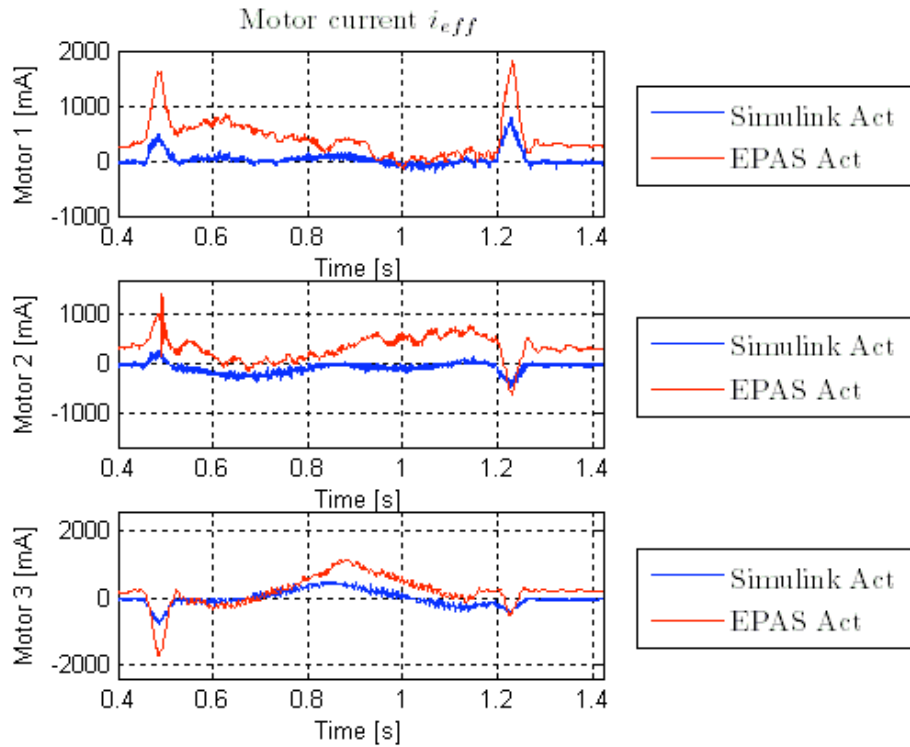 Motor current i_eff
Motor 1 [mA]
2000
1000
0
-1000
0.4 0.6 0.8 1 1.2 1.4
Time [s]
Simulink Act
EPAS Act
Motor 2 [mA]
1000
0
-1000
0.4 0.6 0.8 1 1.2 1.4
Time [s]
Simulink Act
EPAS Act
Motor 3 [mA]
2000
0
-2000
0.4 0.6 0.8 1 1.2 1.4
Time [s]
Simulink Act
EPAS Act